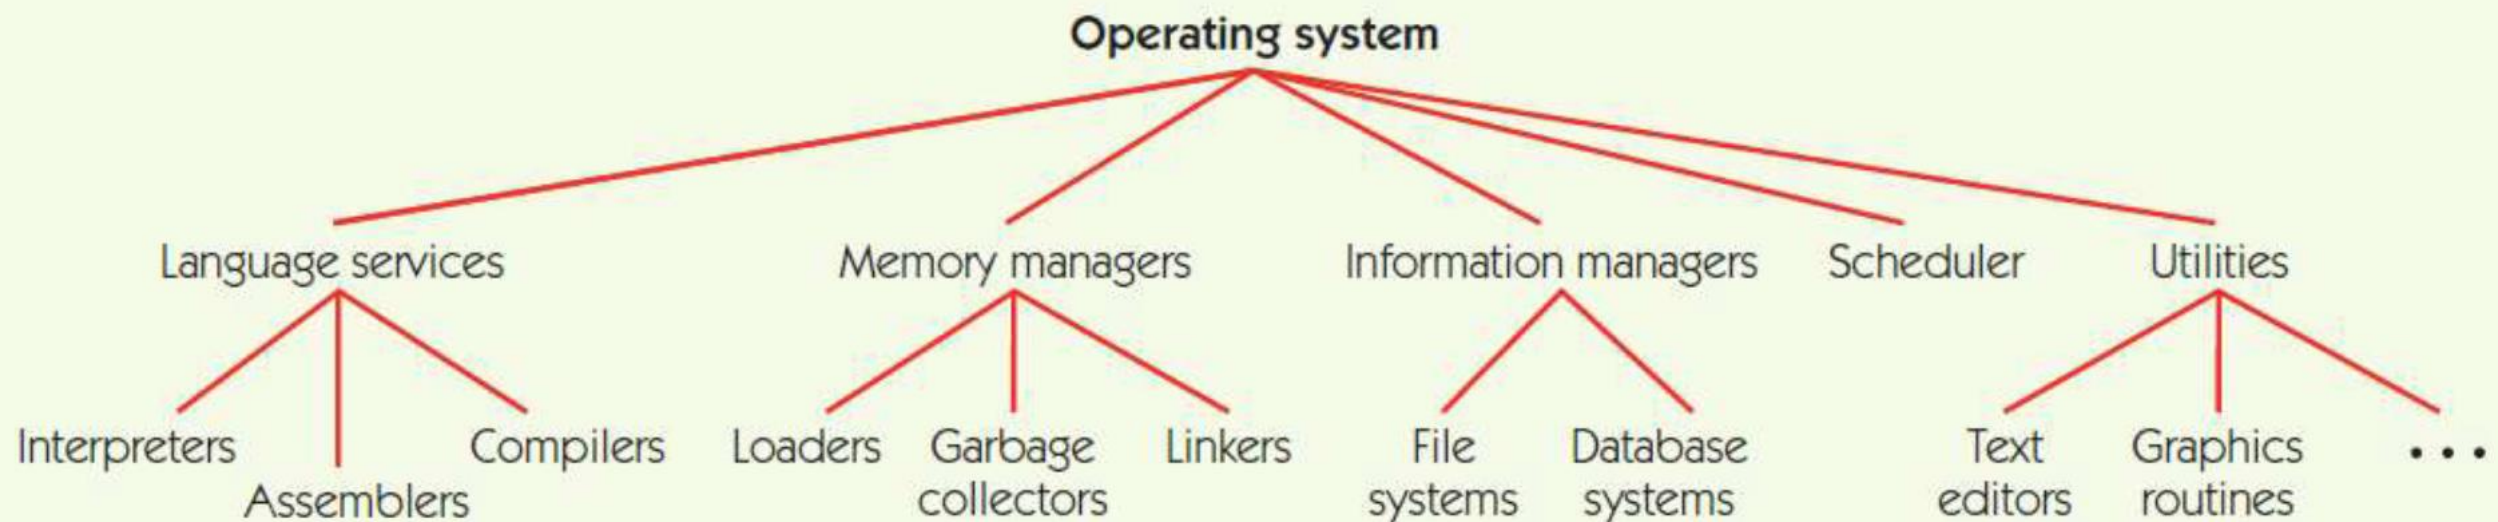 Operating system
Language services Memory managers Information managers Scheduler Utilities
Interpreters Compilers Loaders Garbage Linkers File Database Text Graphics ...
Assemblers collectors systems systems editors routines